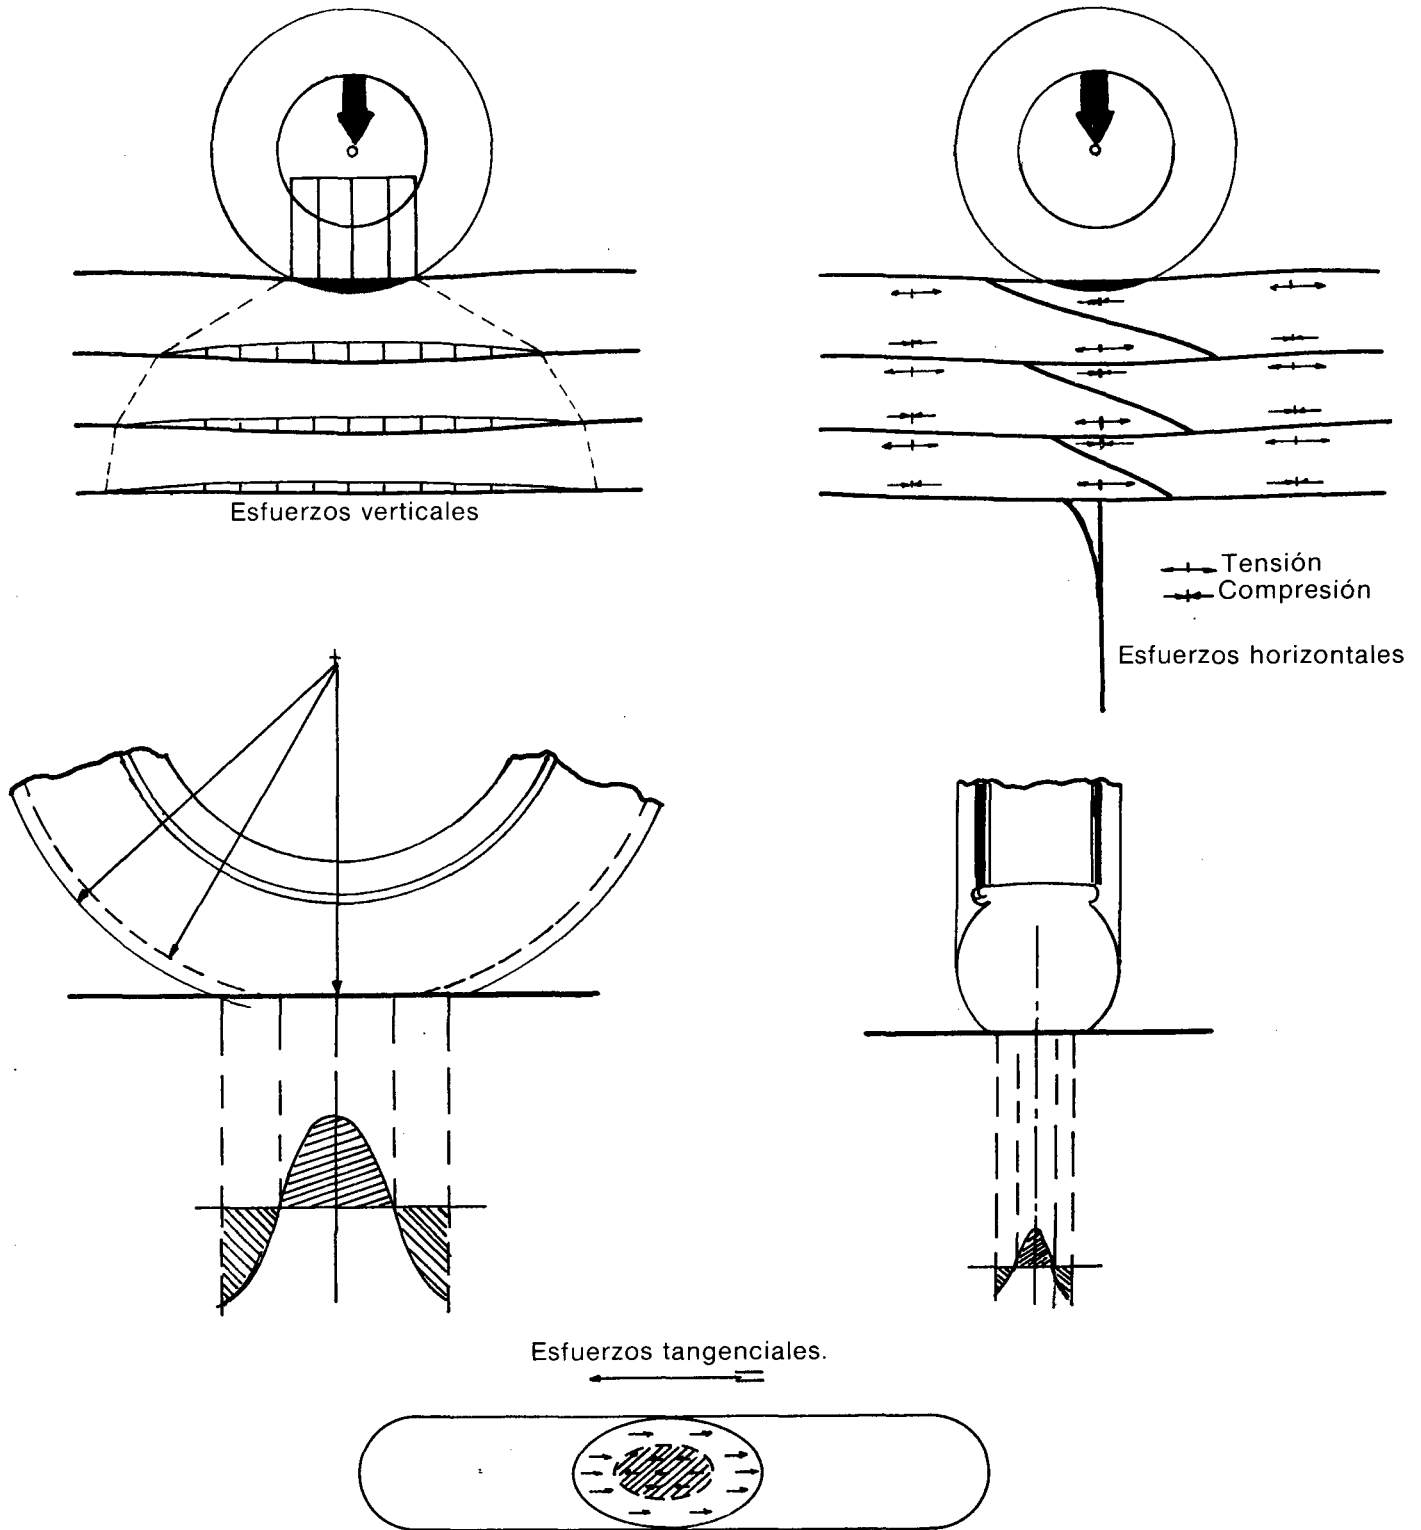 Esfuerzos verticales
Tensión
Compresión
Esfuerzos horizontales
Esfuerzos tangenciales.